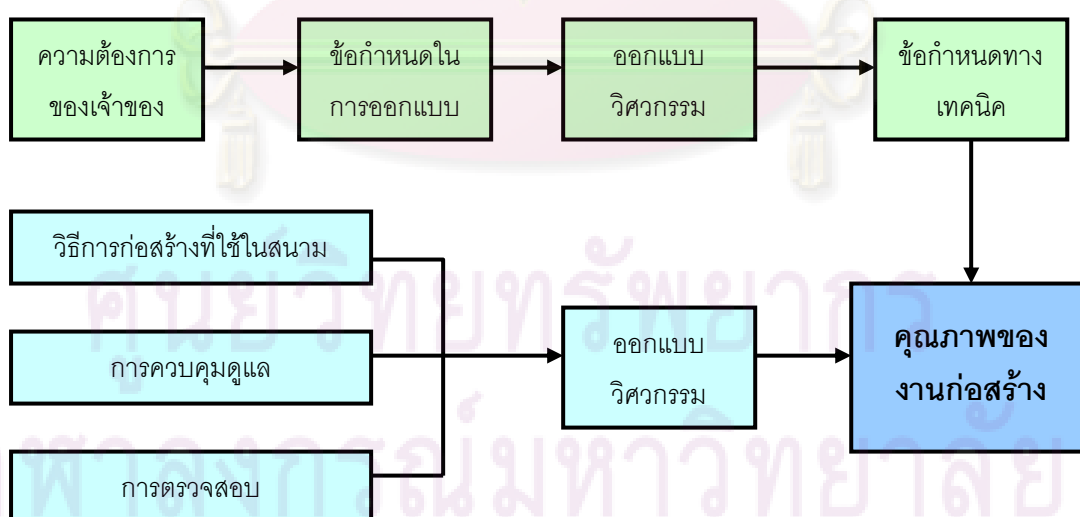 ความต้องการ
ของเจ้าของ
ข้อกำหนดใน
การออกแบบ
ออกแบบ
วิศวกรรม
ข้อกำหนดทาง
เทคนิค
วิธีการก่อสร้างที่ใช้ในสนาม
การควบคุมดูแล
การตรวจสอบ
ออกแบบ
วิศวกรรม
คุณภาพของ
งานก่อสร้าง
ศูนย์วิทยทรัพยากร
จุฬาลงกรณ์มหาวิทยาลัย